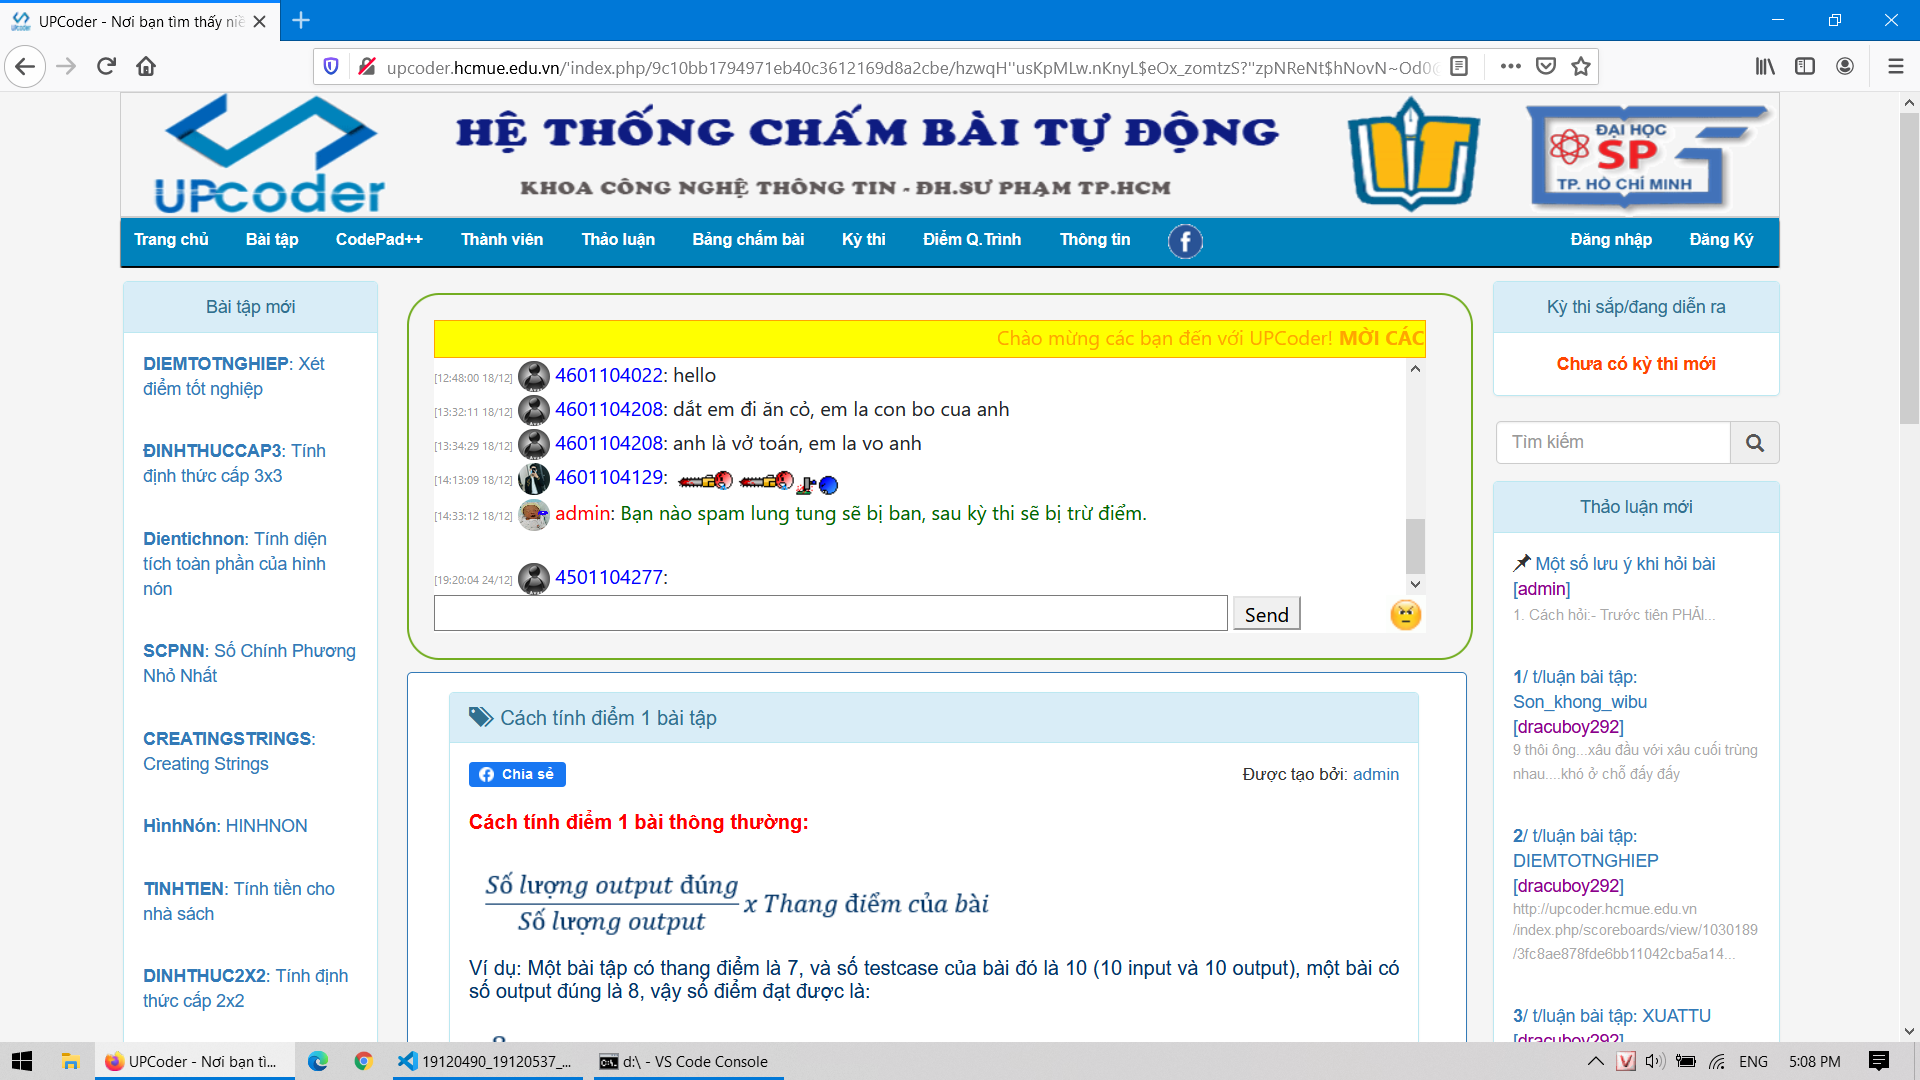 UPCoder - Nơi bạn tìm thấy niề
upcoder.hcmue.edu.vn/'index.php/9c10bb1794971eb40c3612169d8a2cbe/hzwqH''usKpMLw.nKnyL$eOx_zomtzS?''zpNReNt$hNovN~Od0
UPcoder
HỆ THỐNG CHẤM BÀI TỰ ĐỘNG
KHOA CÔNG NGHỆ THÔNG TIN - ĐH.SƯ PHẠM TP.HCM
ĐẠI HỌC
SP
TP. HỒ CHÍ MINH
Trang chủ Bài tập CodePad++ Thành viên Thảo luận Bảng chấm bài Kỳ thi Điểm Q.Trình Thông tin Đăng nhập Đăng Ký
Bài tập mới
DIEMTOTNGHIEP: Xét
điểm tốt nghiệp
ĐINHTHUCCAP3: Tính
định thức cấp 3x3
Dientichnon: Tính diện
tích toàn phần của hình
nón
SCPNN: Số Chính Phương
Nhỏ Nhất
CREATINGSTRINGS:
Creating Strings
HìnhNón: HINHNON
TINHTIEN: Tính tiền cho
nhà sách
DINHTHUC2X2: Tính định
thức cấp 2x2
Chào mừng các bạn đến với UPCoder! MỜI CÁC
[12:48:00 18/12] 4601104022: hello
[13:32:11 18/12] 4601104208: dắt em đi ăn cỏ, em la con bo cua anh
[13:34:29 18/12] 4601104208: anh là vở toán, em la vo anh
[14:13:09 18/12] 4601104129:
[14:33:12 18/12] admin: Bạn nào spam lung tung sẽ bị ban, sau kỳ thi sẽ bị trừ điểm.
[19:20:04 24/12] 4501104277:
Send
Cách tính điểm 1 bài tập
Chia sẻ
Được tạo bởi: admin
Cách tính điểm 1 bài thông thường:
Số lượng output đúng
Số lượng output
x Thang điểm của bài
Ví dụ: Một bài tập có thang điểm là 7, và số testcase của bài đó là 10 (10 input và 10 output), một bài có
số output đúng là 8, vậy số điểm đạt được là:
Kỳ thi sắp/đang diễn ra
Chưa có kỳ thi mới
Tìm kiếm
Thảo luận mới
Một số lưu ý khi hỏi bài
[admin]
1. Cách hỏi:- Trước tiên PHẢI...
1/ t/luận bài tập:
Son_khong_wibu
[dracuboy292]
9 thôi ông...xâu đầu với xâu cuối trùng
nhau....khó ở chỗ đấy đấy
2/ t/luận bài tập:
DIEMTOTNGHIEP
[dracuboy292]
http://upcoder.hcmue.edu.vn
/index.php/scoreboards/view/1030189
/3fc8ae878fde6bb11042cba5a14...
3/ t/luận bài tập: XUATTU
[dracuboy292]
UPCoder - Nơi bạn tì... 19120490_19120537_... d:\ - VS Code Console ENG 5:08 PM